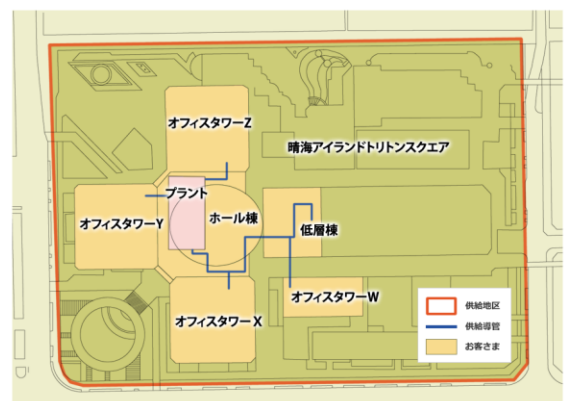 オフィスタワーZ
晴海アイランドトリトンスクエア
プラント
オフィスタワーY
ホール棟
低層棟
オフィスタワーX
オフィスタワーW
供給地区
供給導管
お客さま